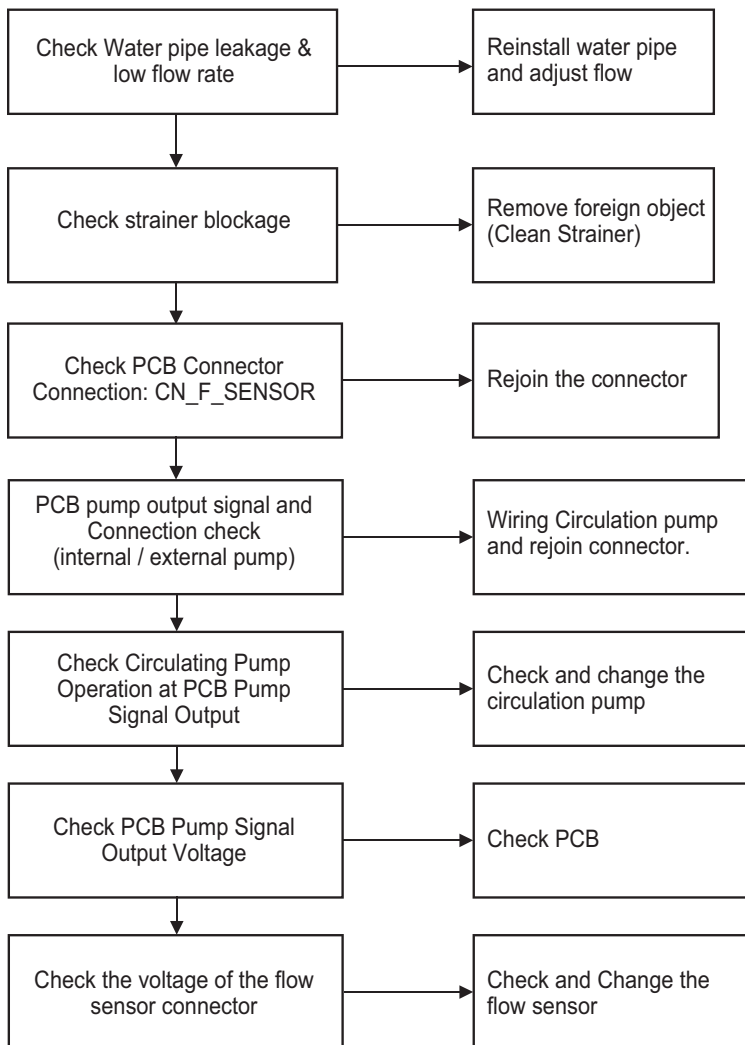 Check Water pipe leakage &
low flow rate
Reinstall water pipe
and adjust flow
Check strainer blockage
Remove foreign object
(Clean Strainer)
Check PCB Connector
Connection: CN_F_SENSOR
Rejoin the connector
PCB pump output signal and
Connection check
(internal / external pump)
Wiring Circulation pump
and rejoin connector.
Check Circulating Pump
Operation at PCB Pump
Signal Output
Check and change the
circulation pump
Check PCB Pump Signal
Output Voltage
Check PCB
Check the voltage of the flow
sensor connector
Check and Change the
flow sensor